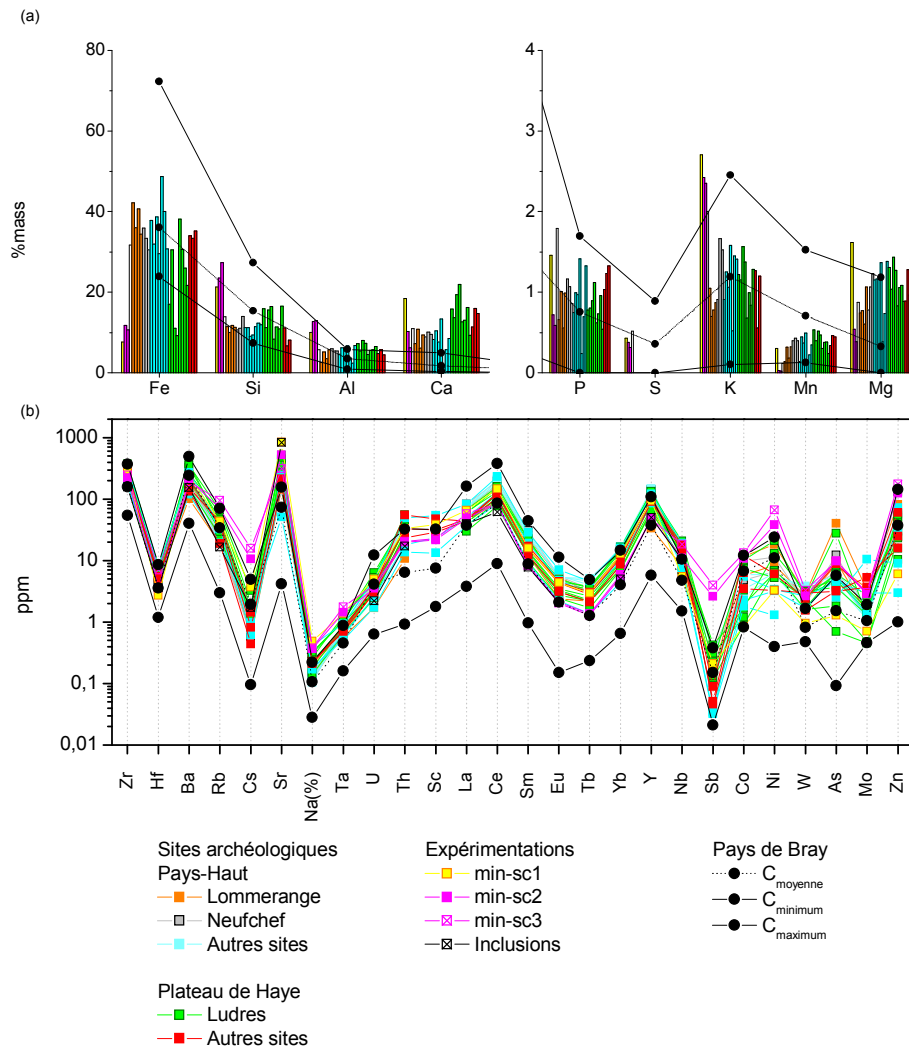 (a)
80
60
40
20
0
%mass
Fe
Si
Al
Ca
4
3
2
1
0
P
S
K
Mn
Mg
(b)
1000
100
10
1
0,1
0,01
ppm
Zr
Hf
Ba
Rb
Cs
Sr
Na(%)
Ta
U
Th
Sc
La
Ce
Sm
Eu
Tb
Yb
Y
Nb
Sb
Co
Ni
W
As
Mo
Zn
Sites archéologiques
Pays-Haut
Lommerange
Neufchef
Autres sites
Plateau de Haye
Ludres
Autres sites
Expérimentations
min-sc1
min-sc2
min-sc3
Inclusions
Pays de Bray
C moyenne
C minimum
C maximum